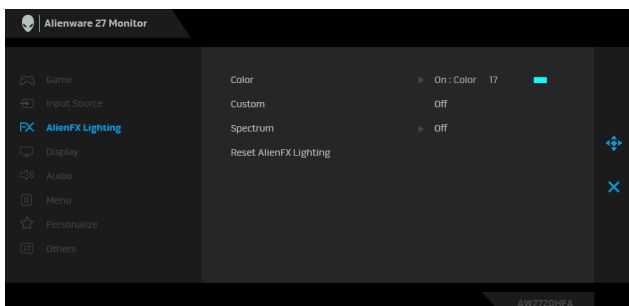 Alienware 27 Monitor
Game
Input Source
FX AlienFX Lighting
Display
Audio
Menu
Personalize
Others
Color On : Color 17
Custom Off
Spectrum Off
Reset AlienFX Lighting
AW2720HFA